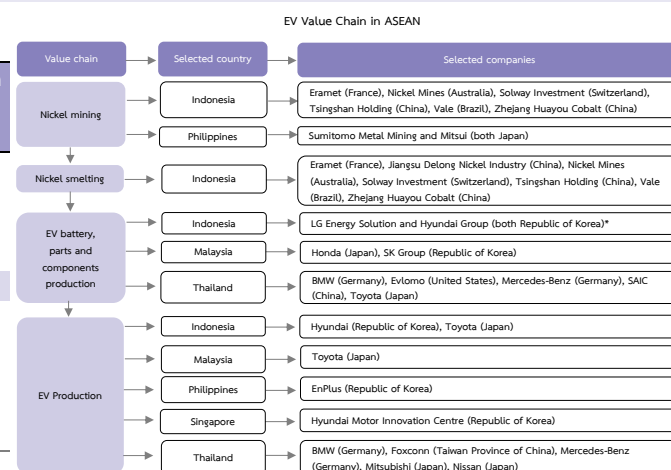 EV Value Chain in ASEAN
Value chain
Selected country
Selected companies
Nickel mining
Indonesia
Eramet (France), Nickel Mines (Australia), Solway Investment (Switzerland),
Tsingshan Holding (China), Vale (Brazil), Zhejang Huayou Cobalt (China)
Philippines
Sumitomo Metal Mining and Mitsui (both Japan)
Nickel smelting
Indonesia
Eramet (France), Jiangsu Delong Nickel Industry (China), Nickel Mines
(Australia), Solway Investment (Switzerland), Tsingshan Holding (China), Vale
(Brazil), Zhejang Huayou Cobalt (China)
EV battery,
parts and
components
production
Indonesia
LG Energy Solution and Hyundai Group (both Republic of Korea)*
Malaysia
Honda (Japan), SK Group (Republic of Korea)
Thailand
BMW (Germany), Evlomo (United States), Mercedes-Benz (Germany), SAIC
(China), Toyota (Japan)
EV Production
Indonesia
Hyundai (Republic of Korea), Toyota (Japan)
Malaysia
Toyota (Japan)
Philippines
EnPlus (Republic of Korea)
Singapore
Hyundai Motor Innovation Centre (Republic of Korea)
Thailand
BMW (Germany), Foxconn (Taiwan Province of China), Mercedes-Benz
(Germany), Mitsubishi (Japan), Nissan (Japan)